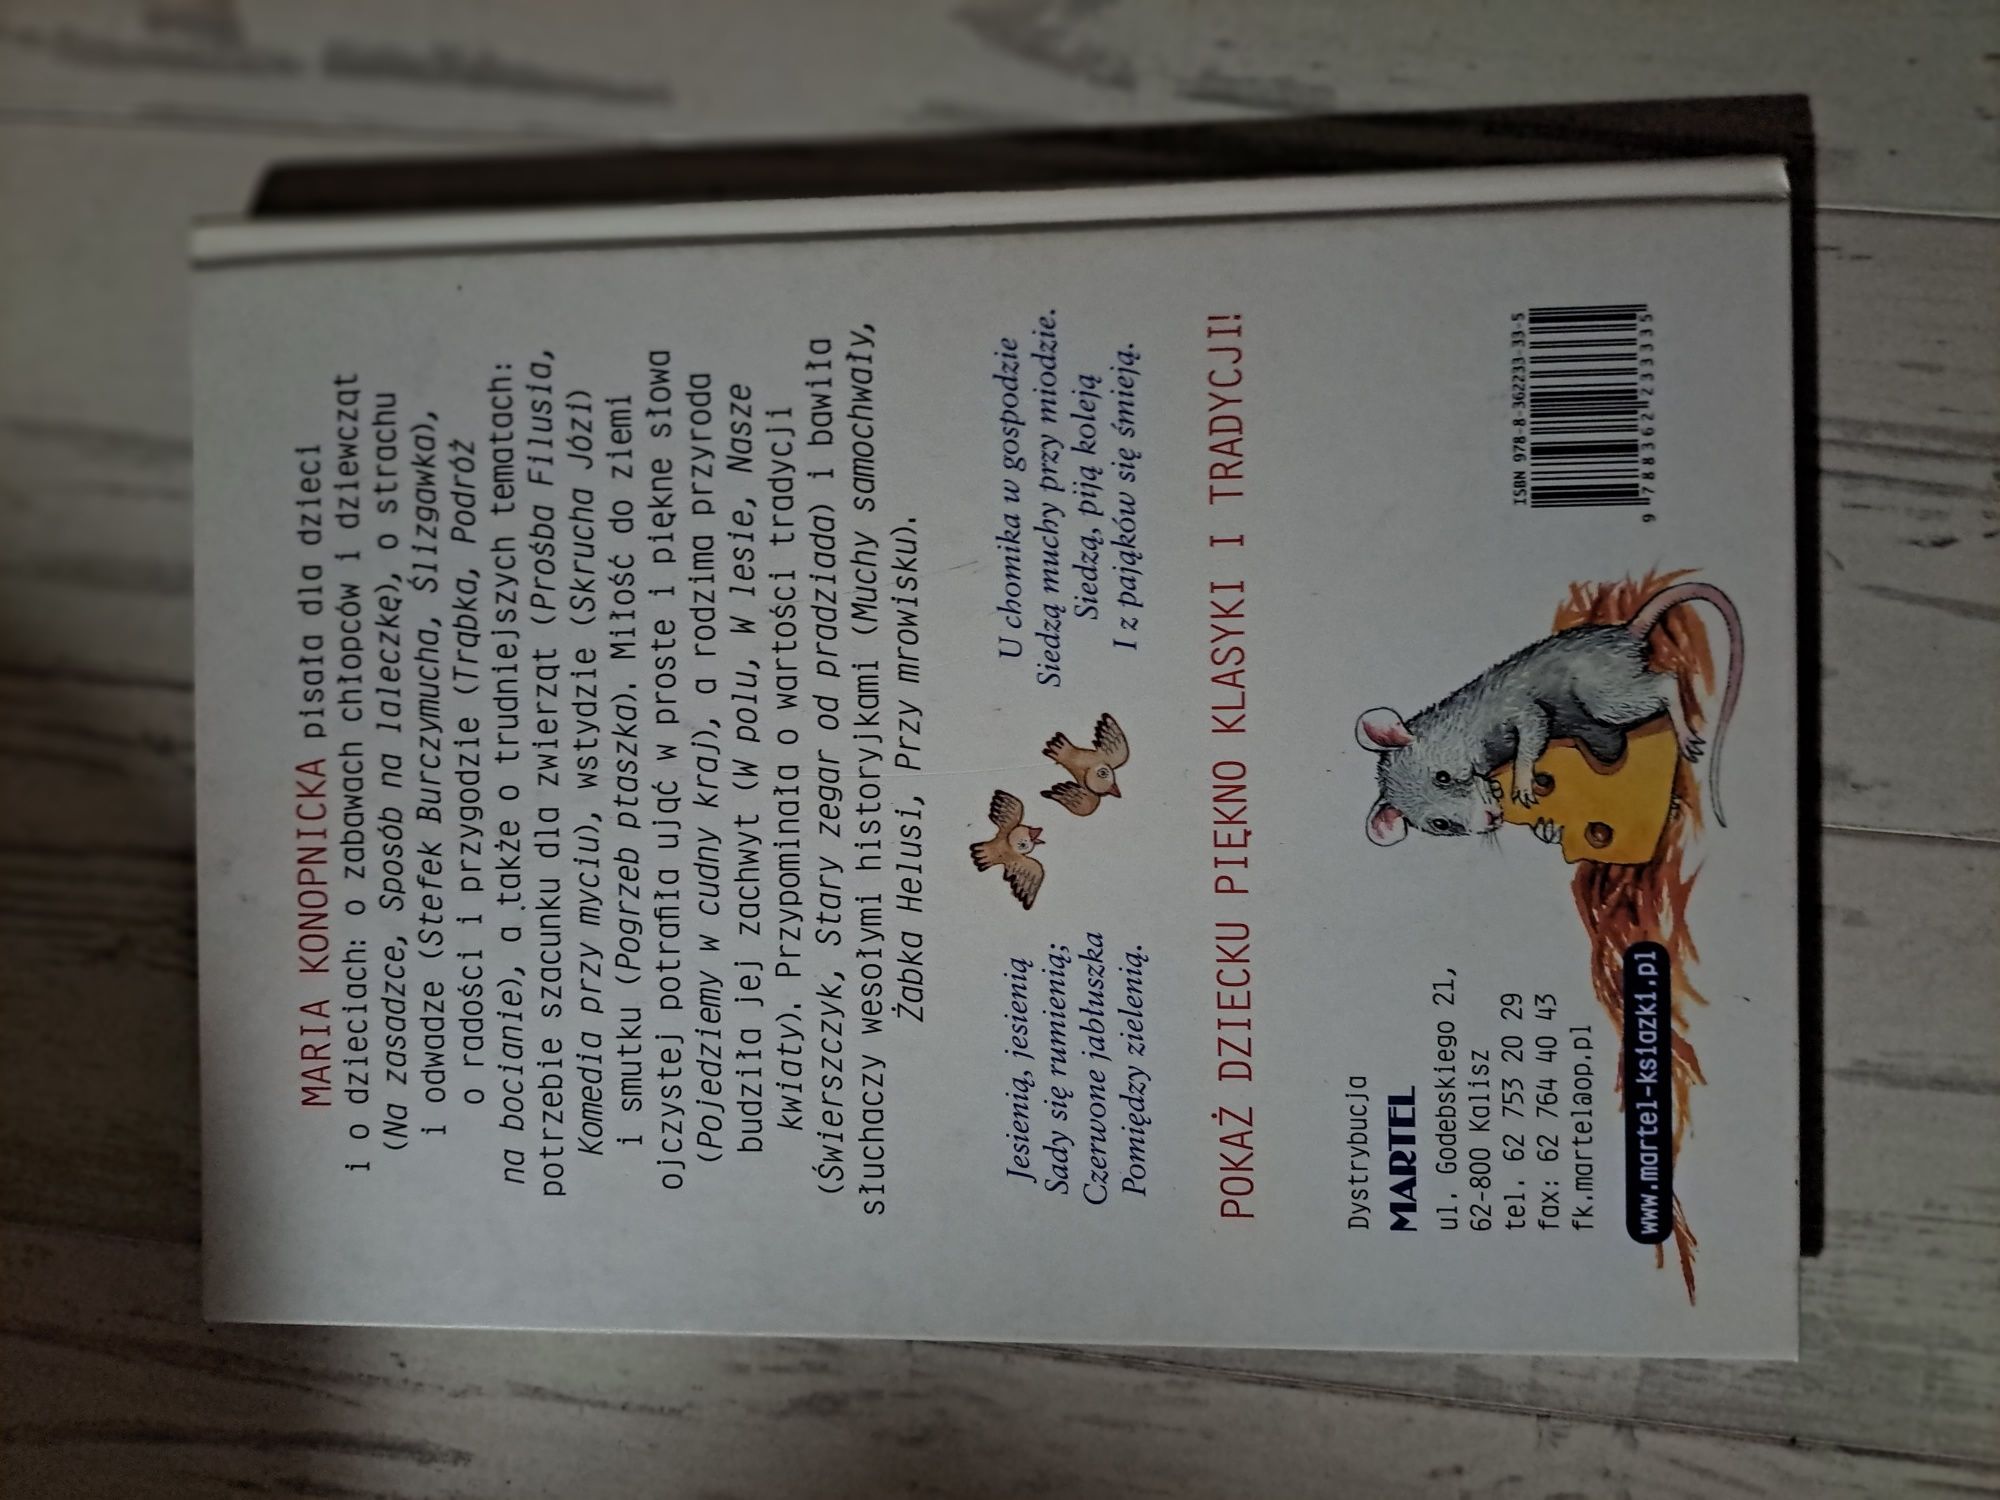 MARIA KONOPNICKA pisała dla dzieci
i o dzieciach: o zabawach chłopców i dziewcząt
(Na zasadzce, Sposób na laleczkę), o strachu
i odwadze (Stefek Burczymucha, Ślizgawka),
o radości i przygodzie (Trąbka, Podróż
na bocianie), a także o trudniejszych tematach:
potrzebie szacunku dla zwierząt (Prośba Filusia,
Komedia przy myciu), wstydzie (Skrucha Józi)
i smutku (Pogrzeb ptaszka). Miłość do ziemi
ojczystej potrafiła ująć w proste i piękne słowa
(Pojedziemy w cudny kraj), a rodzima przyroda
budziła jej zachwyt (W polu, W lesie, Nasze
kwiaty). Przypominała o wartości tradycji
(Świerszczyk, Stary zegar od pradziada) i bawiła
słuchaczy wesołymi historyjkami (Muchy samochwały,
Żabka Helusi, Przy mrowisku).
Jesienią, jesienią
Sady się rumienią;
Czerwone jabłuszka
Pomiędzy zielenią.
U chomika w gospodzie
Siedzą muchy przy miodzie.
Siedzą, piją koleją
I z pająków się śmieją.
POKAŻ DZIECKU PIĘKNO KLASYKI I TRADYCJI!
Dystrybucja
MARTEL
ul. Godebskiego 21,
62-800 Kalisz
tel. 62 753 20 29
fax: 62 764 40 43
fk.martel@op.pl
www.martel-ksiazki.pl
ISBN 978-8-362233-33-5
9 788362 233335